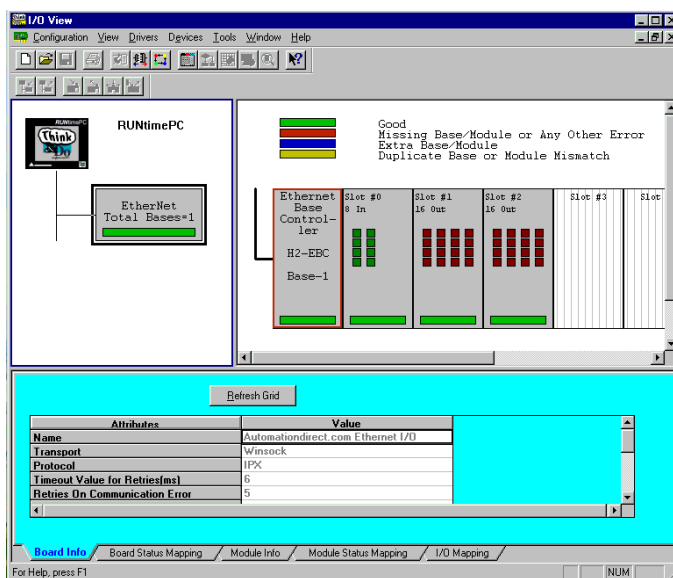 I/O View
Configuration View Drivers Devices Tools Window Help
RUNtimePC
Think
& Do
RUNtimePC
EtherNet
Total Bases=1
Good
Missing Base/Module or Any Other Error
Extra Base/Module
Duplicate Base or Module Mismatch
Ethernet
Base
Control-
ler
H2-EBC
Base-1
Slot #0
8 In
Slot #1
16 Out
Slot #2
16 Out
Slot #3
Slot
Refresh Grid
Attributes Value
Name Automationdirect.com Ethernet I/O
Transport Winsock
Protocol IPX
Timeout Value for Retries(ms) 6
Retries On Communication Error 5
Board Info Board Status Mapping Module Info Module Status Mapping I/O Mapping
For Help, press F1 NUM